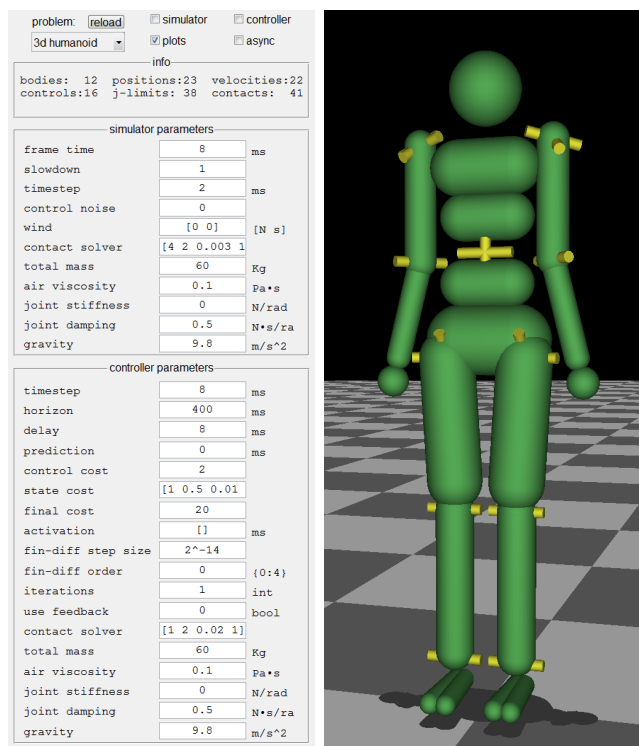 problem: reload simulator controller
3d humanoid plots async
info
bodies: 12 positions:23 velocities:22
controls:16 j-limits: 38 contacts: 41
simulator parameters
frame time 8 ms
slowdown 1
timestep 2 ms
control noise 0
wind [0 0] [N s]
contact solver [4 2 0.003 1
total mass 60 Kg
air viscosity 0.1 Pa•s
joint stiffness 0 N/rad
joint damping 0.5 N•s/ra
gravity 9.8 m/s^2
controller parameters
timestep 8 ms
horizon 400 ms
delay 8 ms
prediction 0 ms
control cost 2
state cost [1 0.5 0.01
final cost 20
activation [] ms
fin-diff step size 2^-14
fin-diff order 0 {0:4}
iterations 1 int
use feedback 0 bool
contact solver [1 2 0.02 1]
total mass 60 Kg
air viscosity 0.1 Pa•s
joint stiffness 0 N/rad
joint damping 0.5 N•s/ra
gravity 9.8 m/s^2